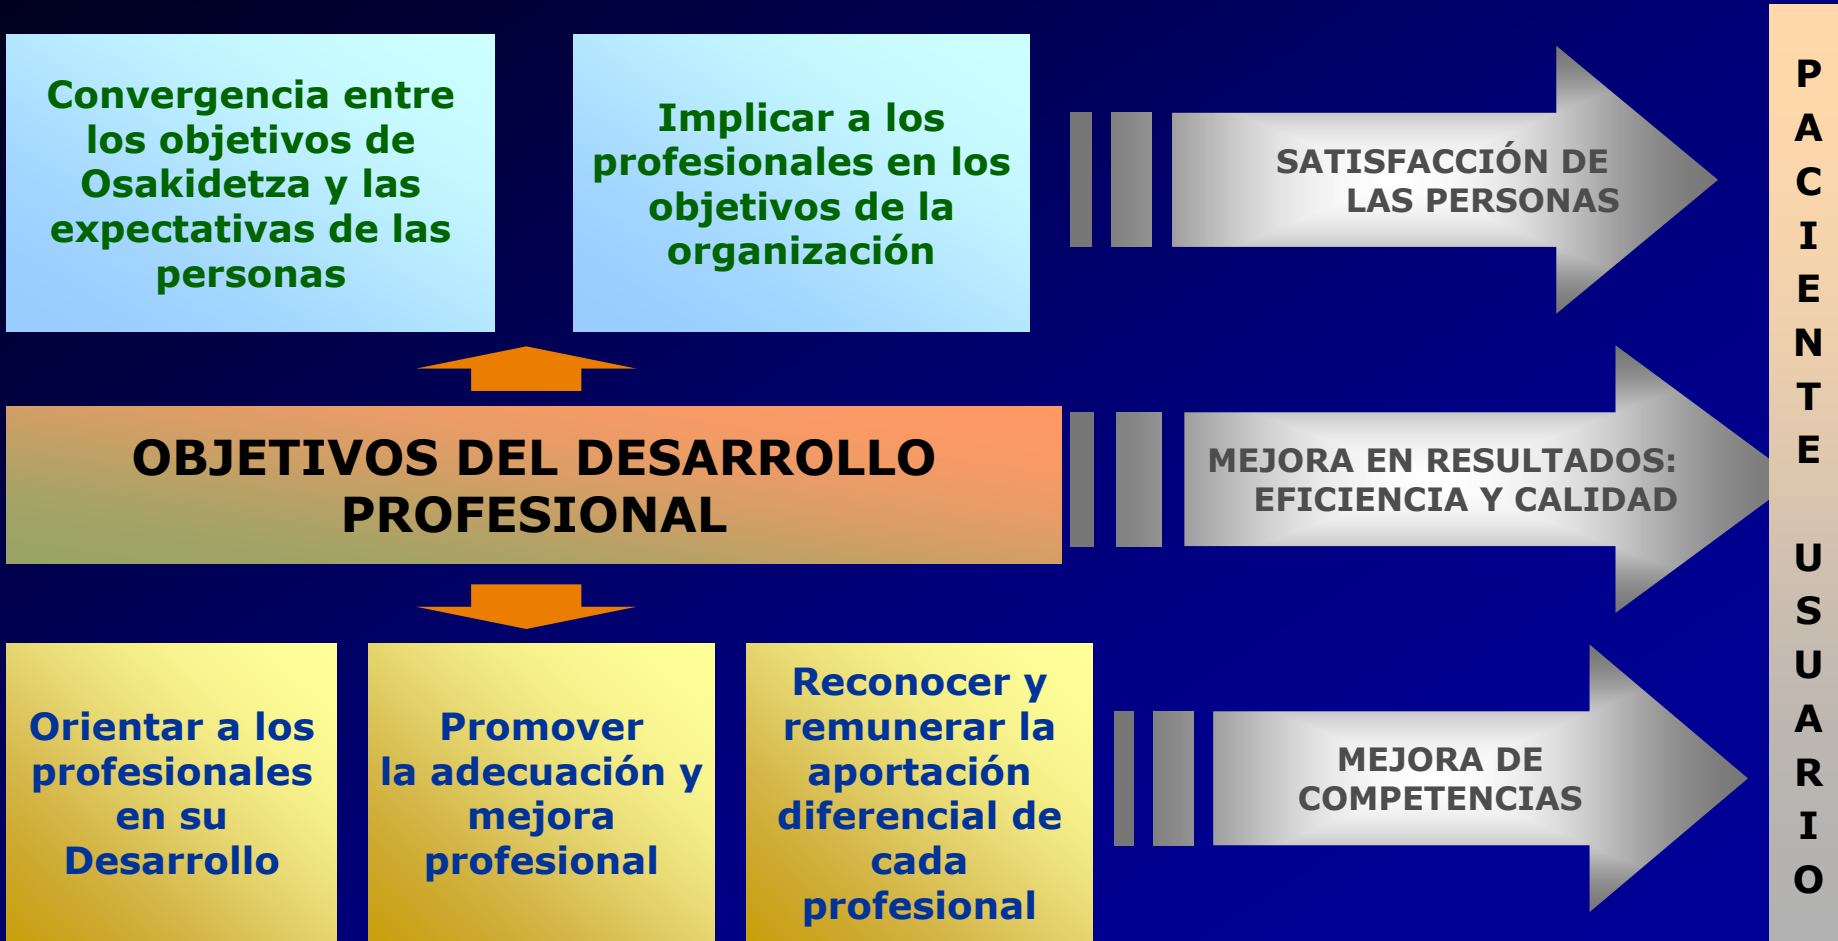 Convergencia entre
los objetivos de
Osakidetza y las
expectativas de las
personas
Implicar a los
profesionales en los
objetivos de la
organización
SATISFACCIÓN DE
LAS PERSONAS
OBJETIVOS DEL DESARROLLO
PROFESIONAL
MEJORA EN RESULTADOS:
EFICIENCIA Y CALIDAD
Orientar a los
profesionales
en su
Desarrollo
Promover
la adecuación y
mejora
profesional
Reconocer y
remunerar la
aportación
diferencial de
cada
profesional
MEJORA DE
COMPETENCIAS
P
A
C
I
E
N
T
E
U
S
U
A
R
I
O